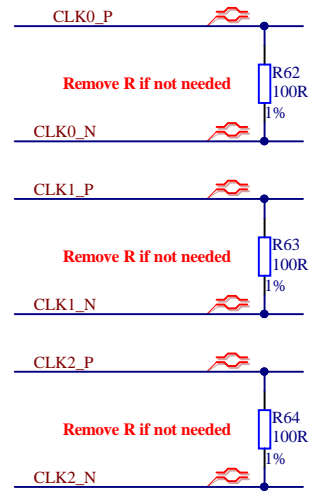 CLK0_P
R62
Remove R if not needed
100R
1%
CLK0_N
CLK1_P
R63
Remove R if not needed
100R
1%
CLK1_N
CLK2_P
R64
Remove R if not needed
100R
1%
CLK2_N